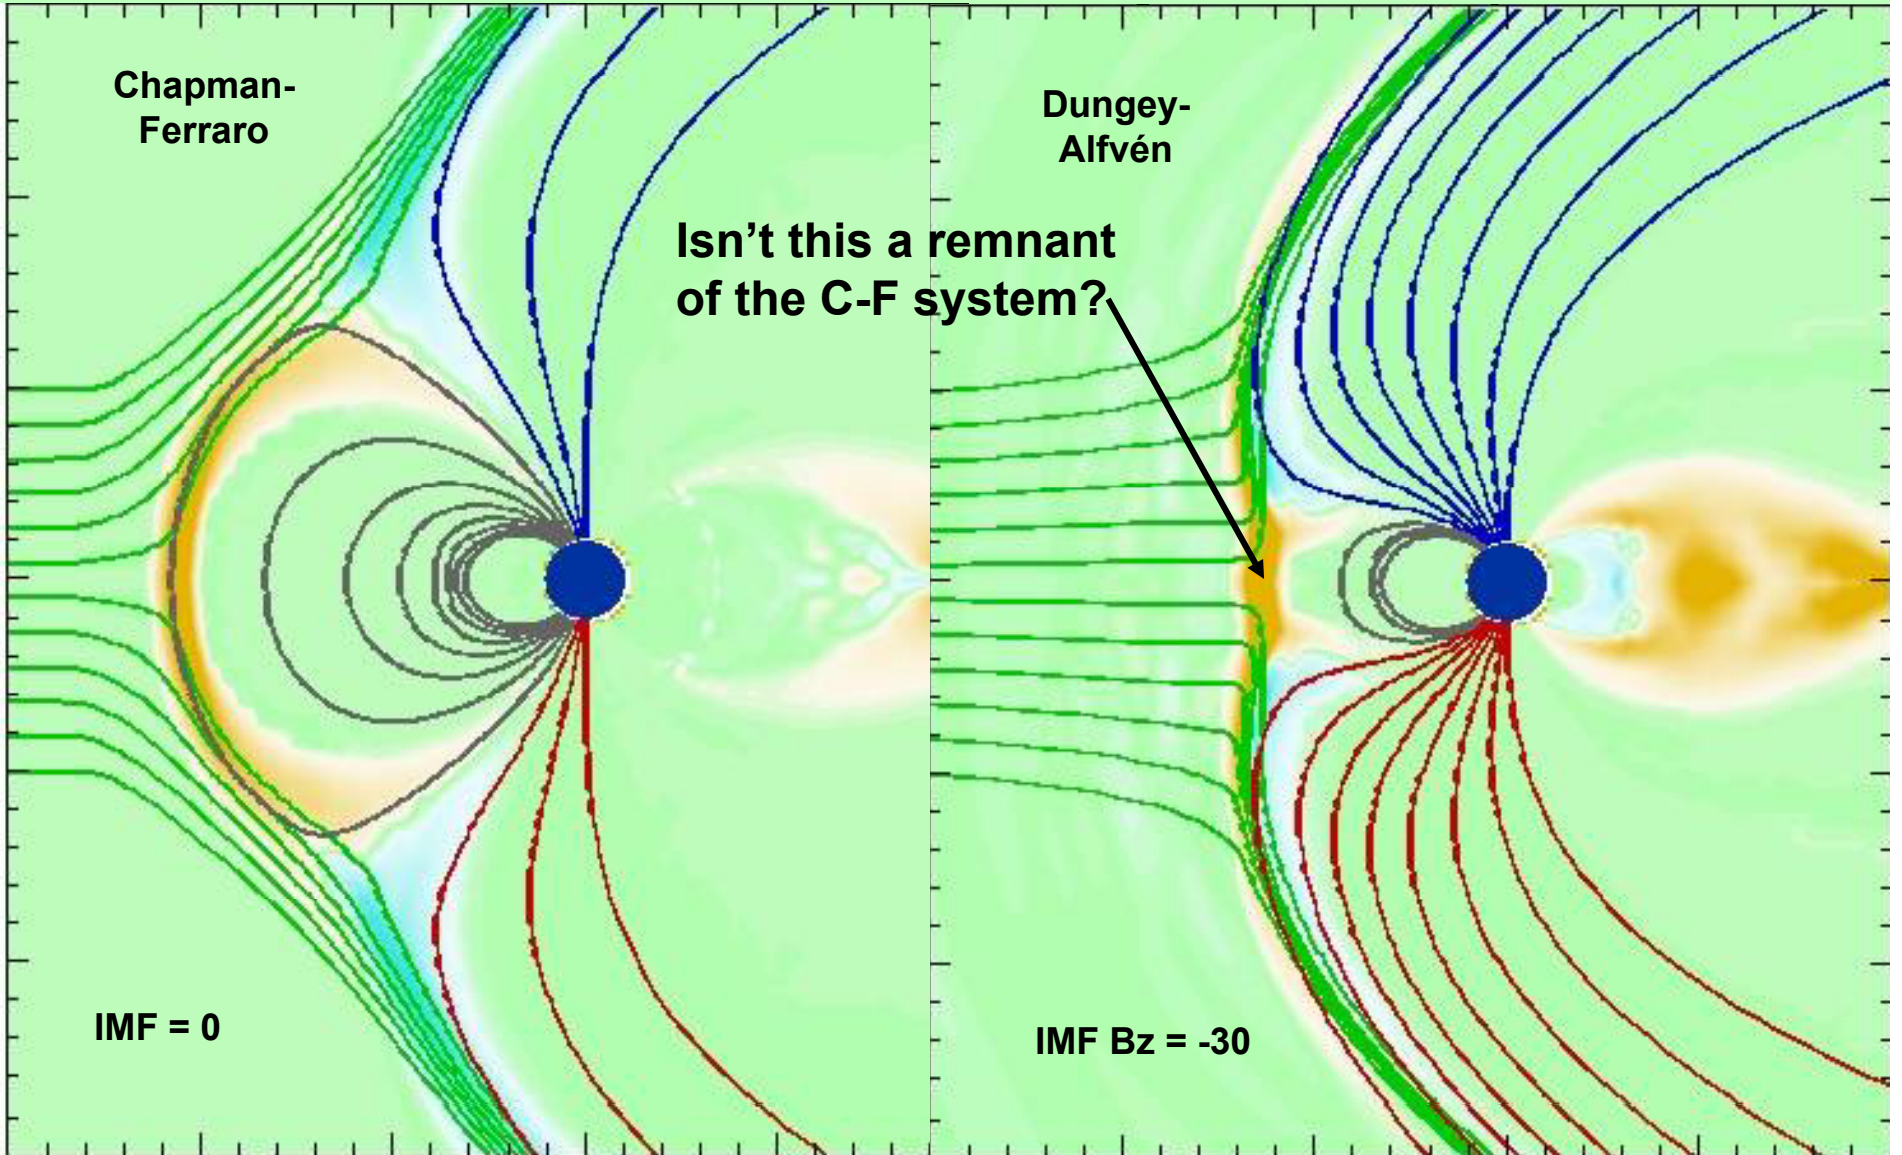 Chapman-
Ferraro
Dungey-
Alfvén
Isn’t this a remnant
of the C-F system?
IMF = 0
IMF Bz = -30